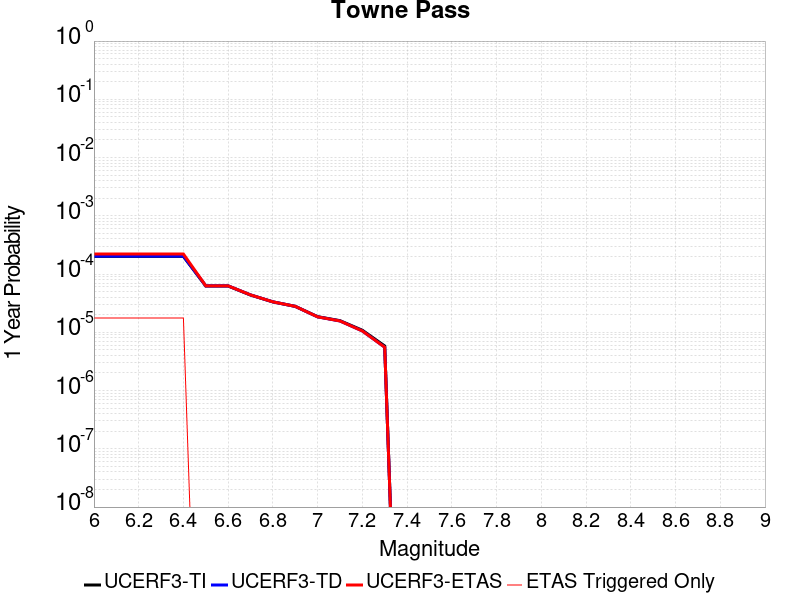 Towne Pass
10^0
10^-1
10^-2
10^-3
10^-4
10^-5
10^-6
10^-7
10^-8
1 Year Probability
6 6.2 6.4 6.6 6.8 7 7.2 7.4 7.6 7.8 8 8.2 8.4 8.6 8.8 9
Magnitude
UCERF3-TI UCERF3-TD UCERF3-ETAS ETAS Triggered Only